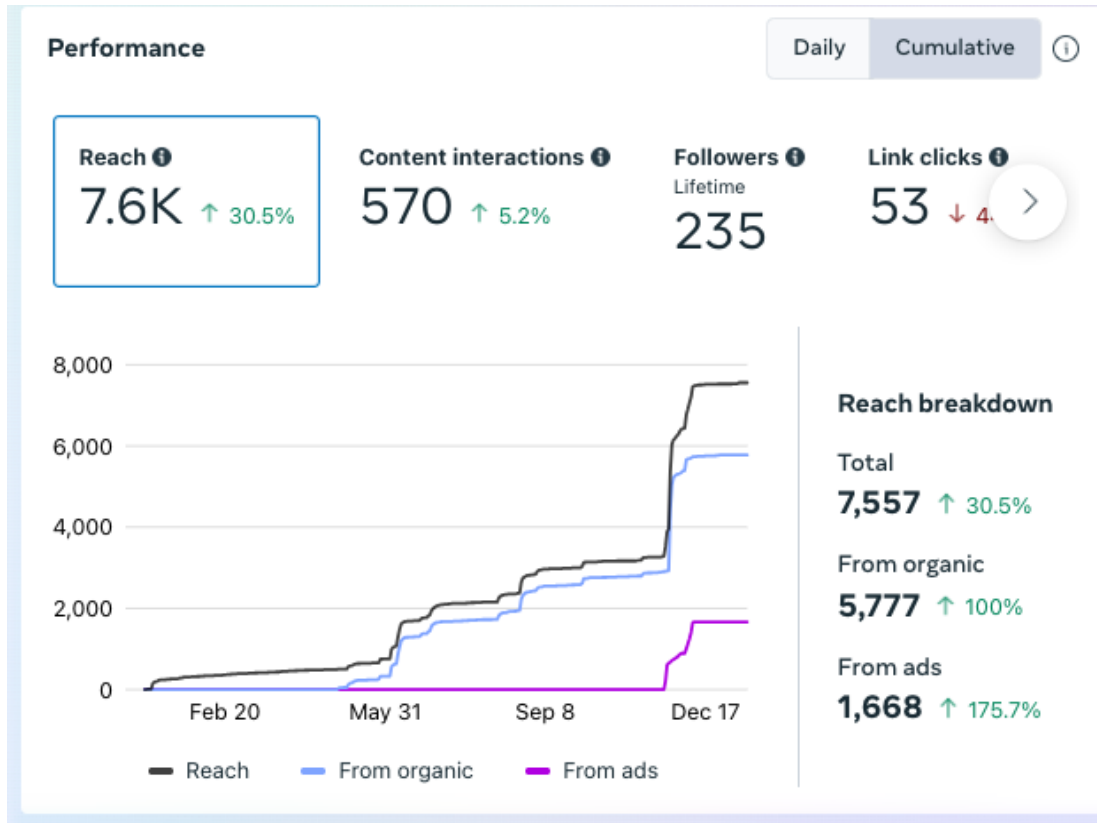 Performance
Daily Cumulative
Reach Content interactions Followers Link clicks
Lifetime
7.6K ↑ 30.5% 570 ↑ 5.2% 235 53 ↓
8,000
6,000
4,000
2,000
0
Feb 20 May 31 Sep 8 Dec 17
Reach From organic From ads
Reach breakdown
Total
7,557 ↑ 30.5%
From organic
5,777 ↑ 100%
From ads
1,668 ↑ 175.7%